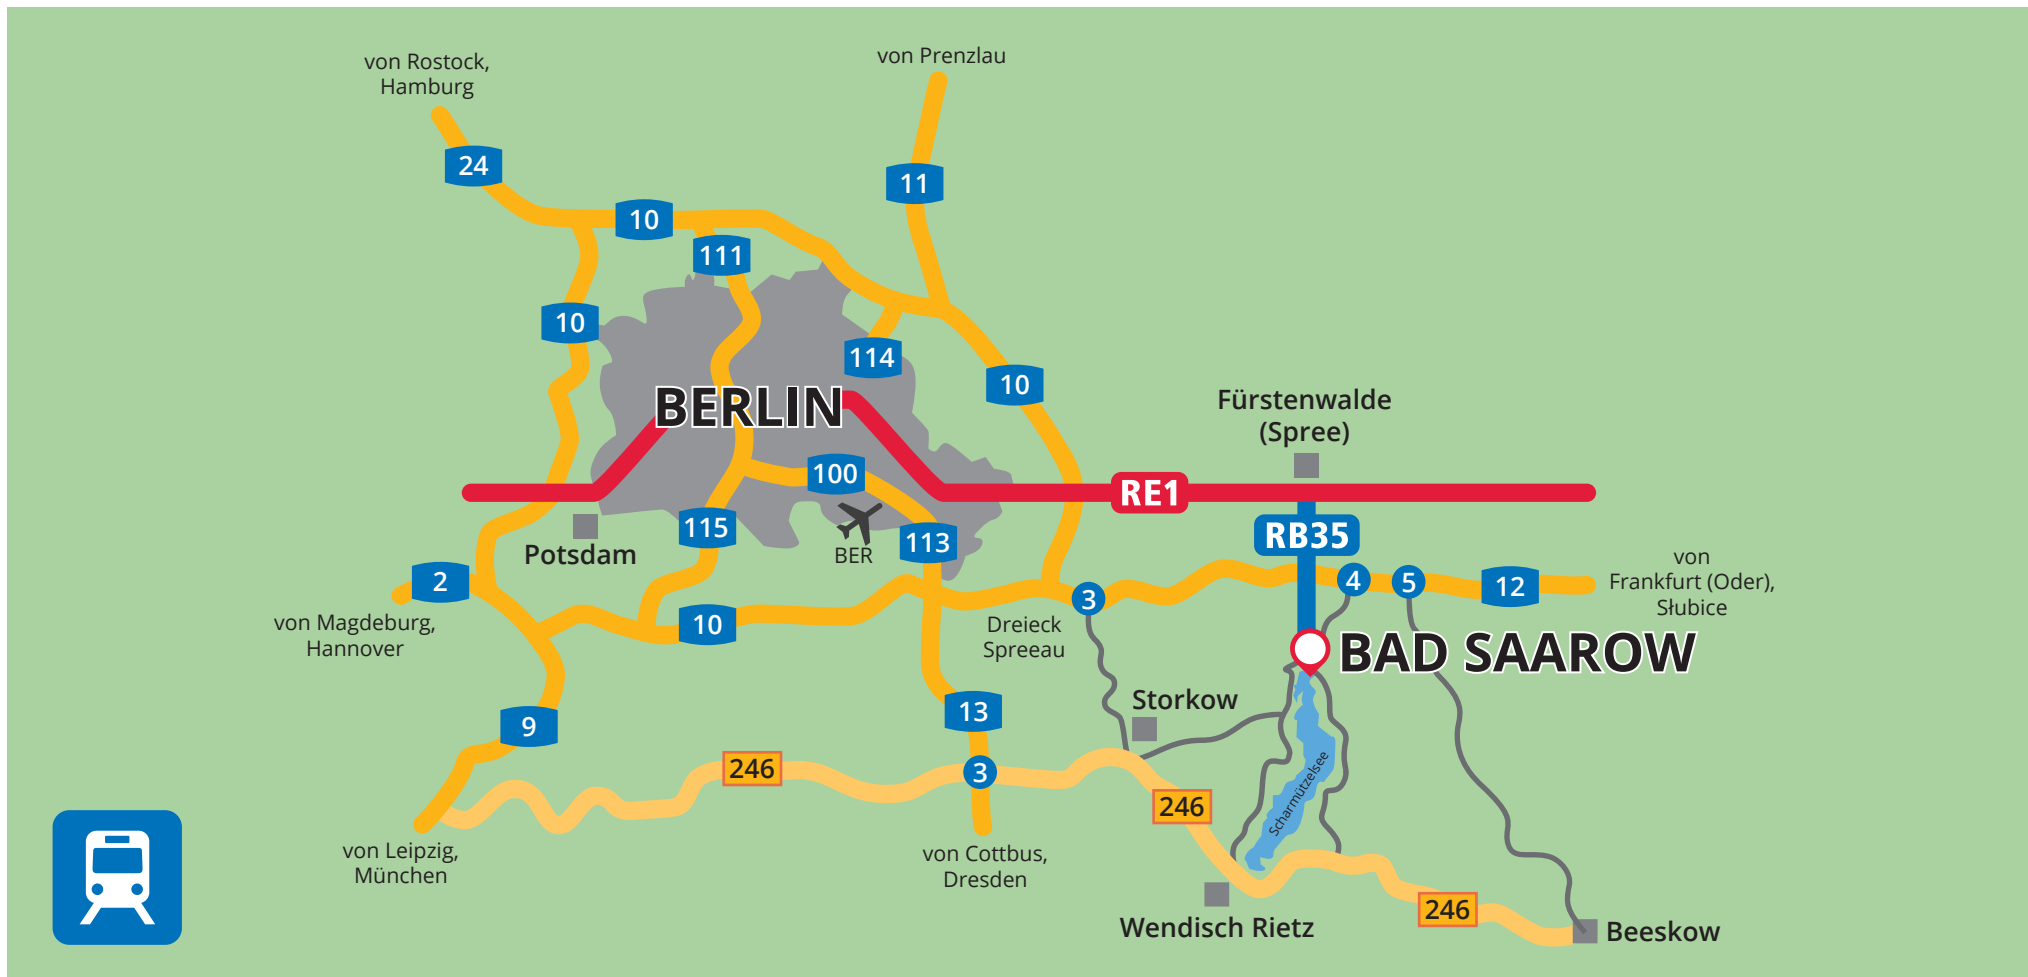 von Rostock,
Hamburg
von Prenzlau
24
11
10
111
10
114
10
BERLIN
Fürstenwalde
(Spree)
100
RE1
115
113
RB35
Potsdam
BER
von
Frankfurt (Oder),
Słubice
2
4
5
12
3
von Magdeburg,
Hannover
10
Dreieck
Spreeau
BAD SAAROW
Storkow
9
13
246
3
Scharmützelsee
246
von Leipzig,
München
von Cottbus,
Dresden
Wendisch Rietz
246
Beeskow